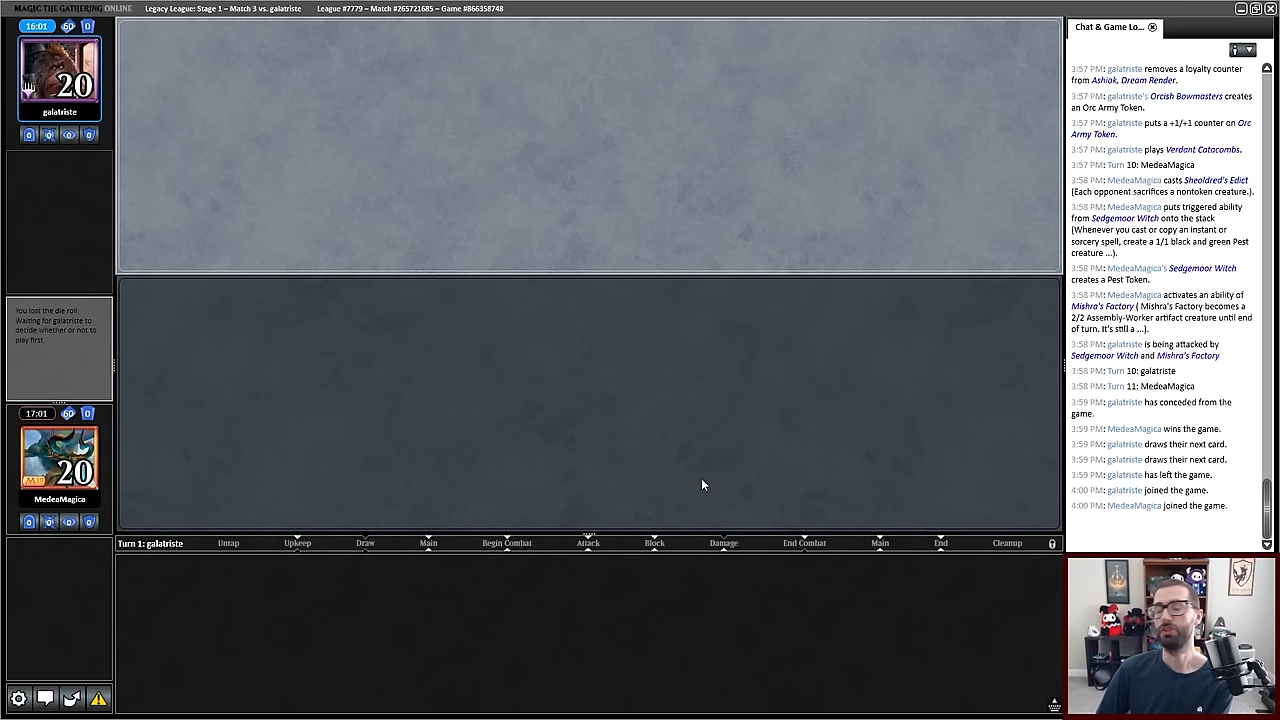 MAGIC THE GATHERING ONLINE
Legacy League: Stage 1 – Match 3 vs. galatriste
League #7779 – Match #265721685 – Game #866358748
16:01
60
0
20
galatriste
0 0 0 0
You lost the die roll.
Waiting for galatriste to
decide whether or not to
play first.
17:01
60
0
M19
20
MedeaMagica
0 0 0 0
Turn 1: galatriste
Untap
Upkeep
Draw
Main
Begin Combat
Attack
Block
Damage
End Combat
Main
End
Cleanup
Chat & Game Lo...
3:57 PM: galatriste removes a loyalty counter
from Ashiok, Dream Render.
3:57 PM: galatriste's Orcish Bowmasters creates
an Orc Army Token.
3:57 PM: galatriste puts a +1/+1 counter on Orc
Army Token.
3:57 PM: galatriste plays Verdant Catacombs.
3:57 PM: Turn 10: MedeaMagica
3:58 PM: MedeaMagica casts Sheoldred's Edict
(Each opponent sacrifices a nontoken creature.).
3:58 PM: MedeaMagica puts triggered ability
from Sedgemoor Witch onto the stack
(Whenever you cast or copy an instant or
sorcery spell, create a 1/1 black and green Pest
creature ...).
3:58 PM: MedeaMagica's Sedgemoor Witch
creates a Pest Token.
3:58 PM: MedeaMagica activates an ability of
Mishra's Factory ( Mishra's Factory becomes a
2/2 Assembly-Worker artifact creature until end
of turn. It's still a ...).
3:58 PM: galatriste is being attacked by
Sedgemoor Witch and Mishra's Factory
3:58 PM: Turn 10: galatriste
3:58 PM: Turn 11: MedeaMagica
3:59 PM: galatriste has conceded from the
game.
3:59 PM: MedeaMagica wins the game.
3:59 PM: galatriste draws their next card.
3:59 PM: galatriste draws their next card.
3:59 PM: galatriste has left the game.
4:00 PM: galatriste joined the game.
4:00 PM: MedeaMagica joined the game.